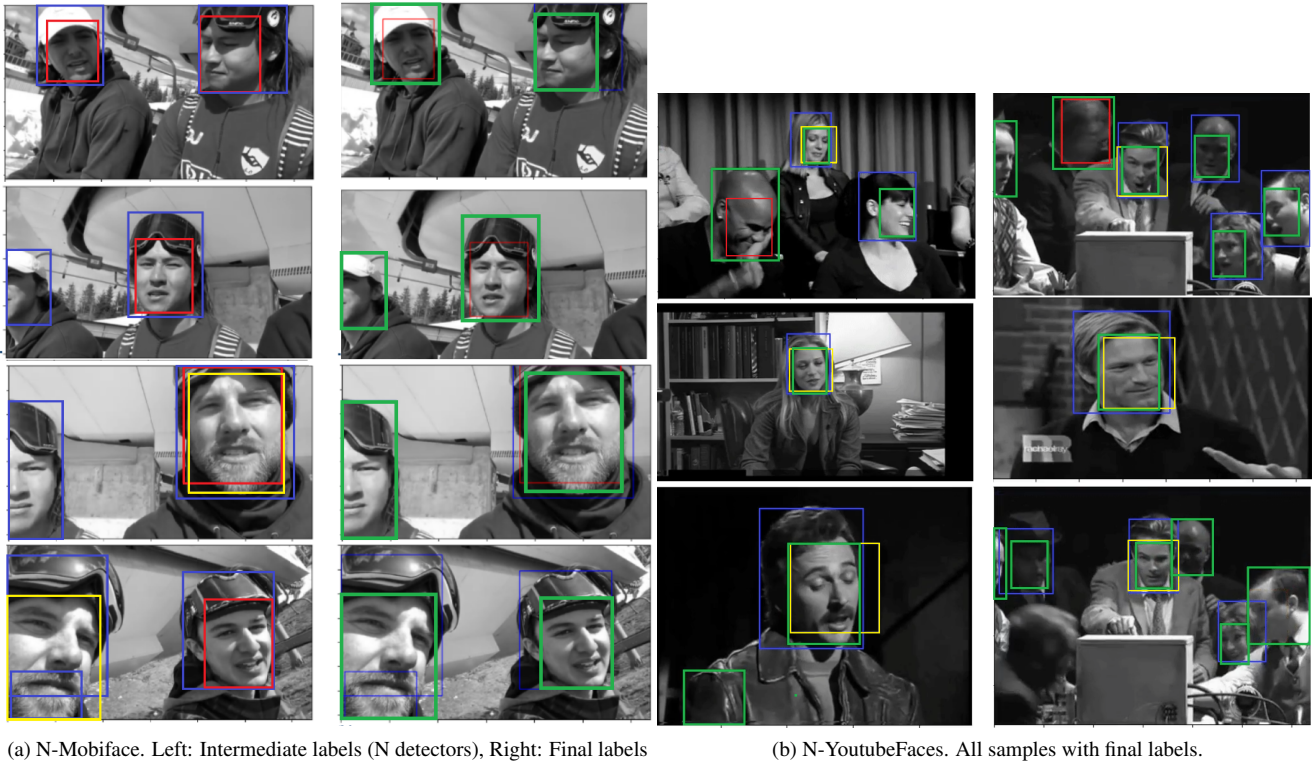 (a) N-Mobiface. Left: Intermediate labels (N detectors), Right: Final labels
(b) N-YoutubeFaces. All samples with final labels.